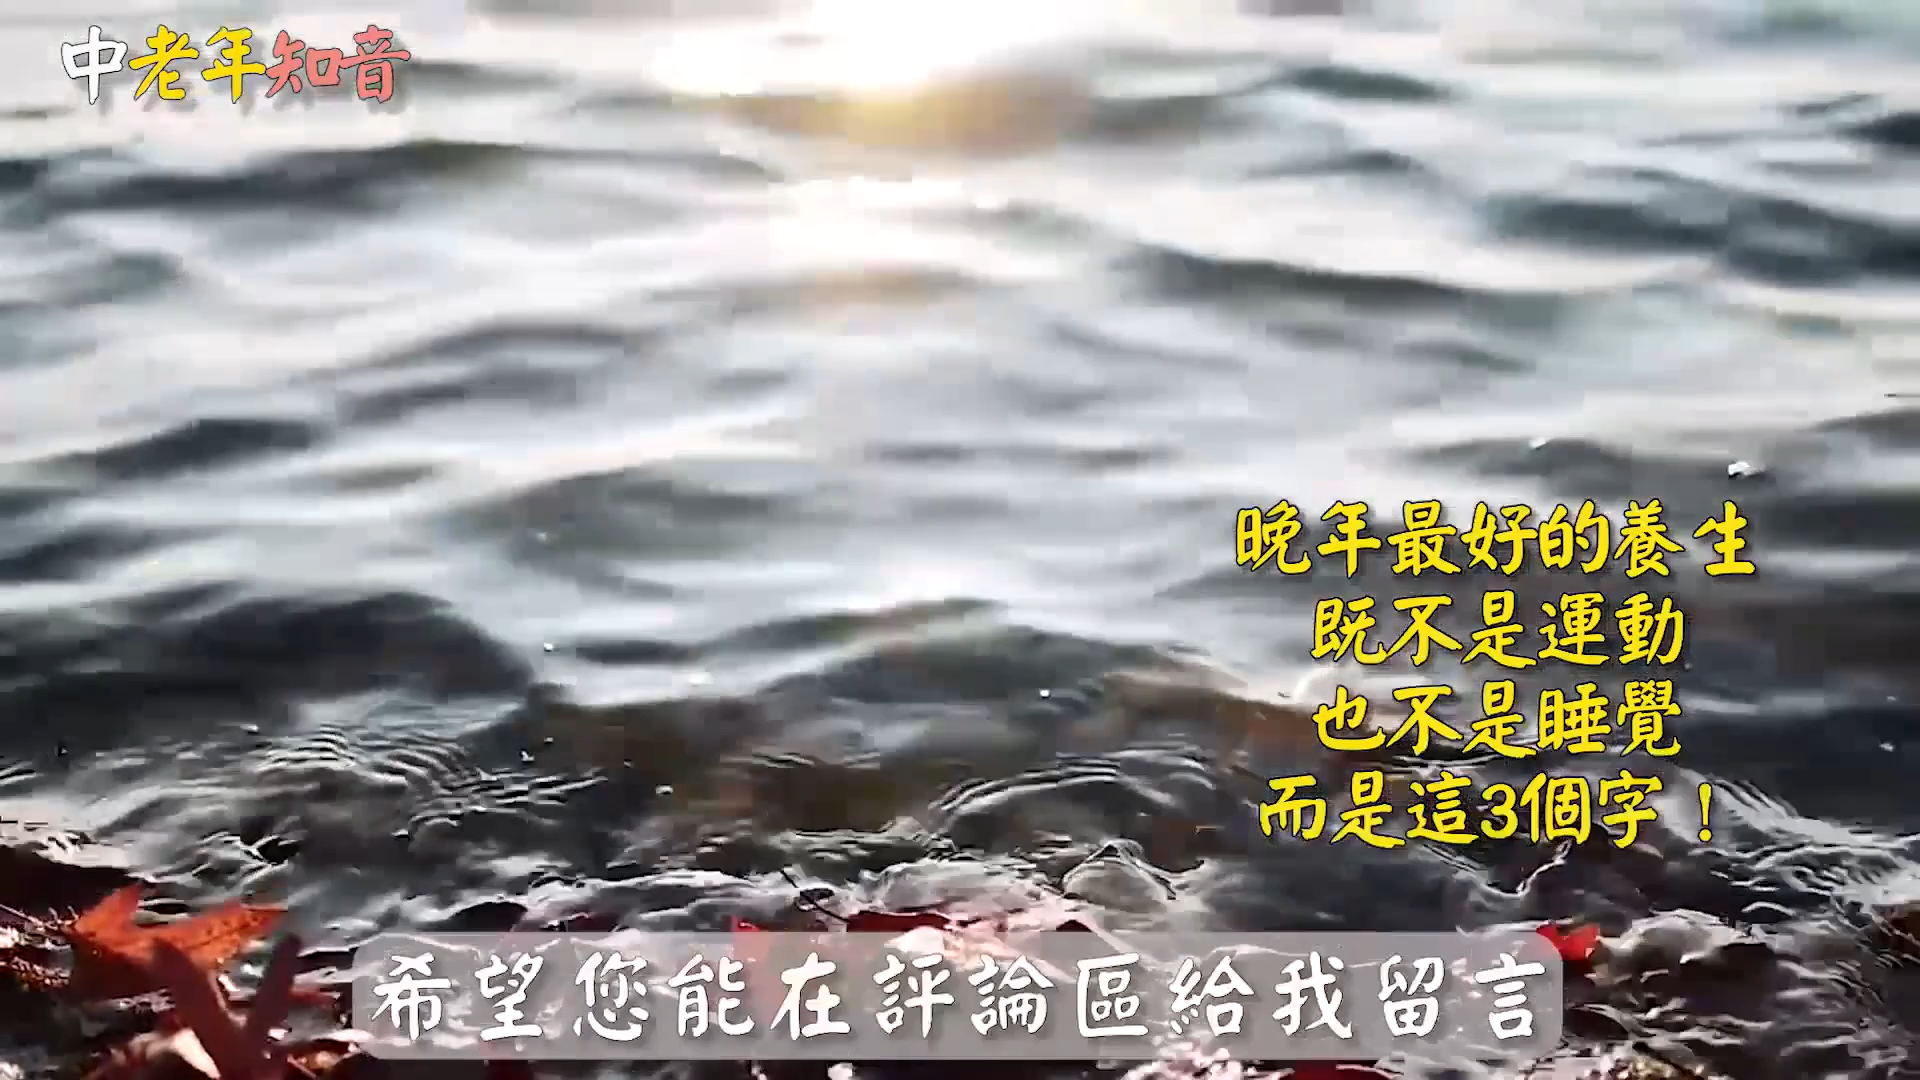 中老年知音
晚年最好的養生
既不是運動
也不是睡覺
而是這3個字！
希望您能在評論區給我留言